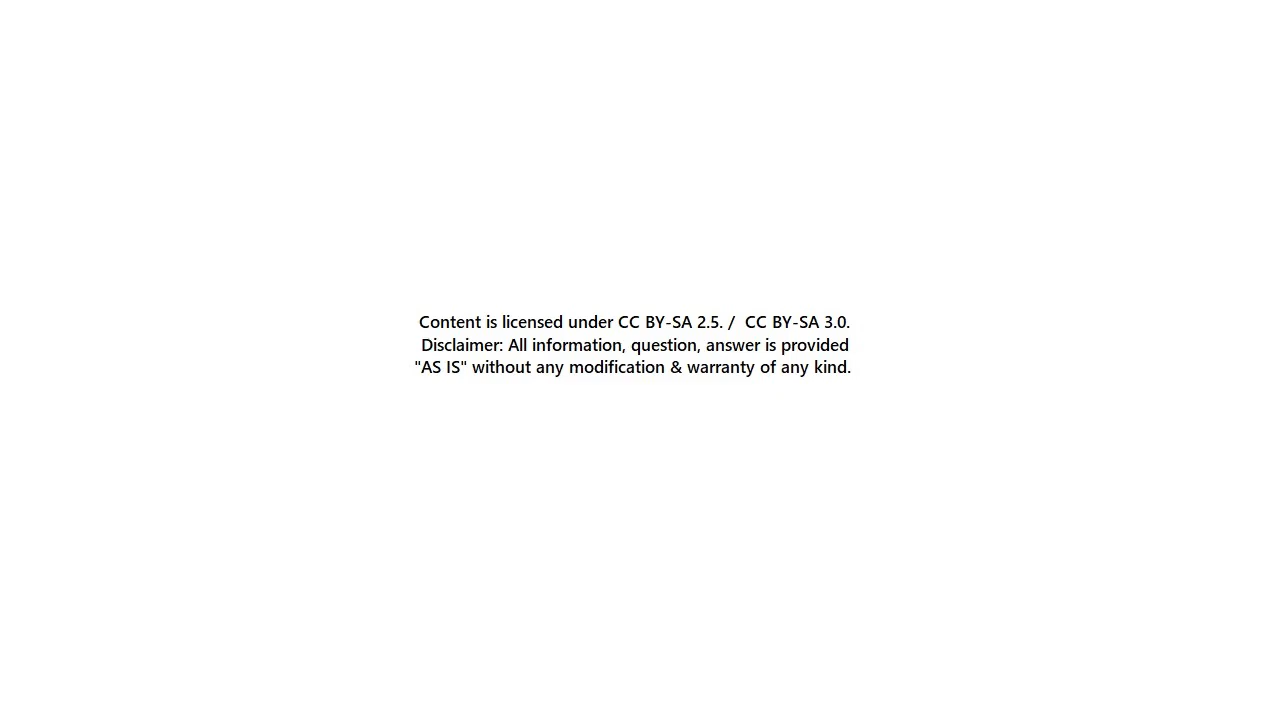 Content is licensed under CC BY-SA 2.5. /  CC BY-SA 3.0.
Disclaimer: All information, question, answer is provided
"AS IS" without any modification & warranty of any kind.